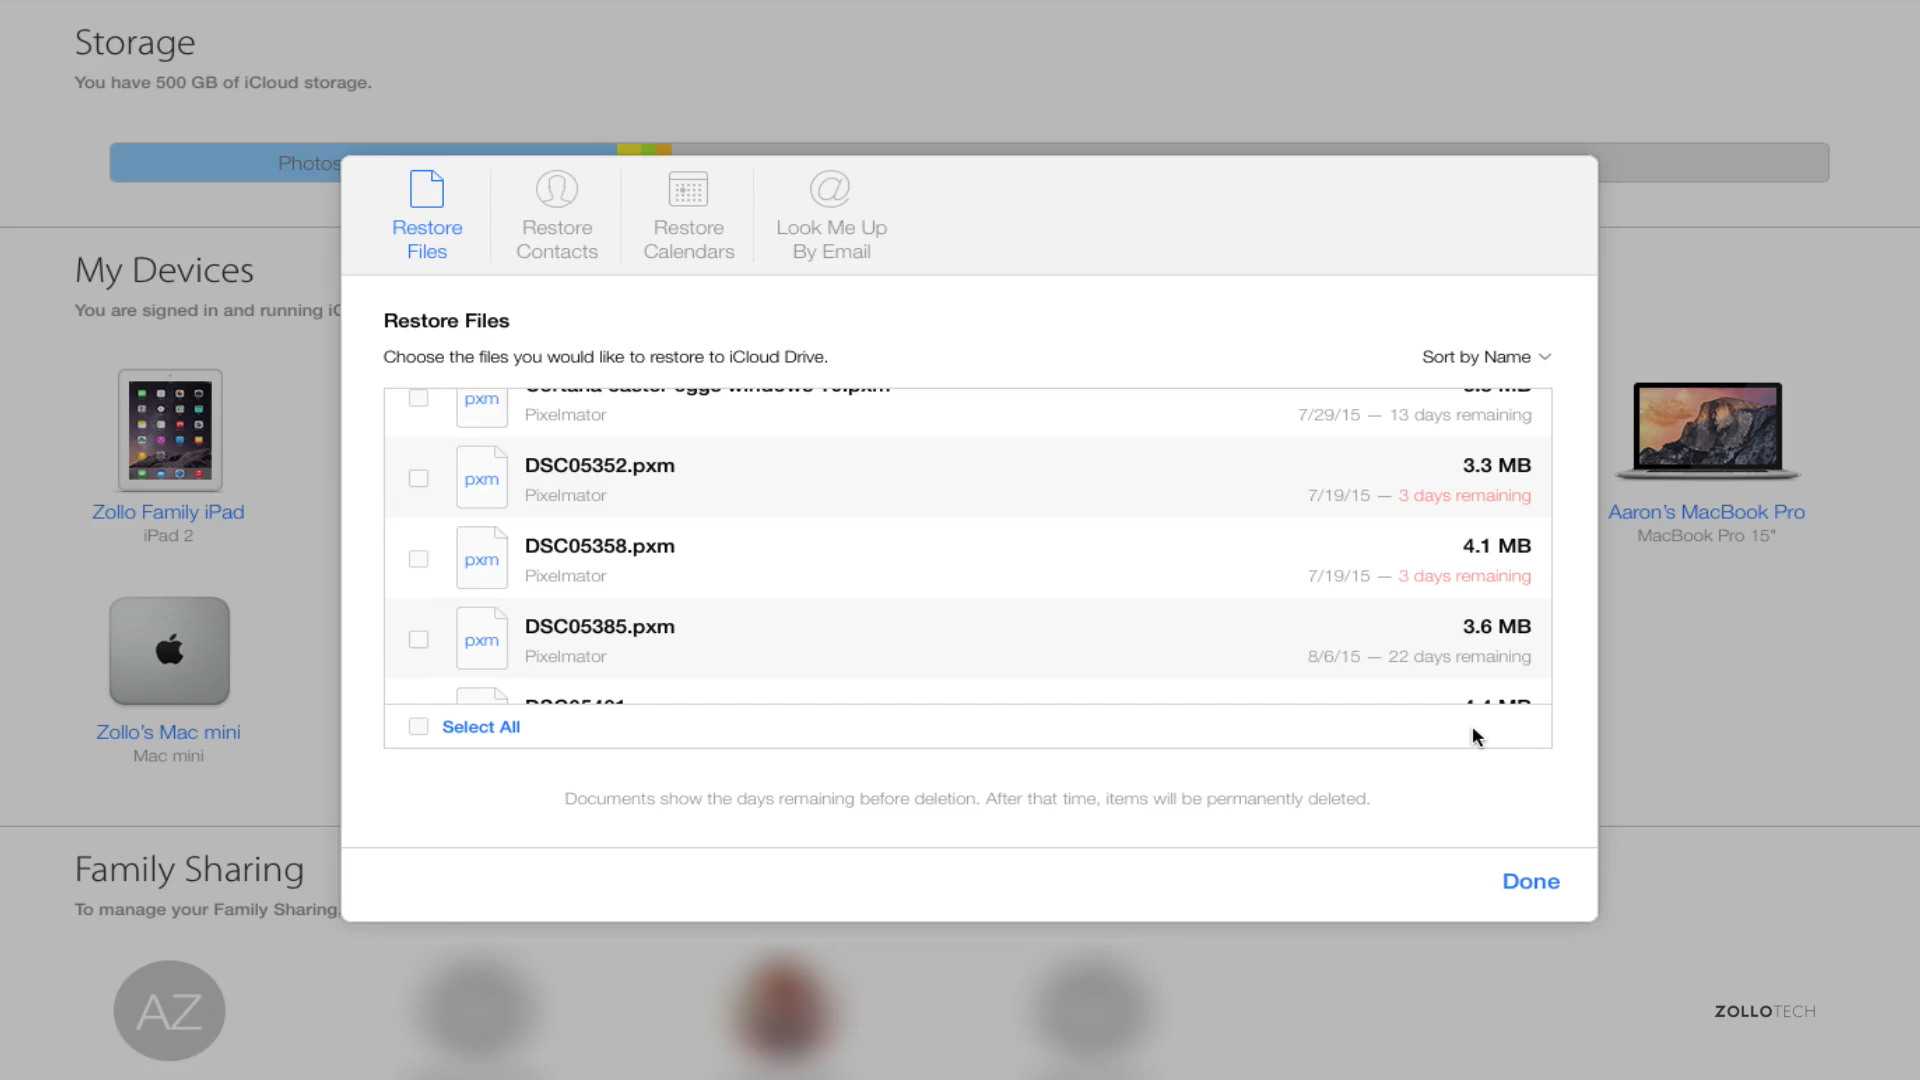 Storage
You have 500 GB of iCloud storage.
Photos
Restore
Files
Restore
Contacts
Restore
Calendars
Look Me Up
By Email
My Devices
You are signed in and running
Restore Files
Choose the files you would like to restore to iCloud Drive.
Sort by Name
pxm
Pixelmator
7/29/15 — 13 days remaining
pxm
DSC05352.pxm
3.3 MB
Pixelmator
7/19/15 — 3 days remaining
pxm
DSC05358.pxm
4.1 MB
Pixelmator
7/19/15 — 3 days remaining
pxm
DSC05385.pxm
3.6 MB
Pixelmator
8/6/15 — 22 days remaining
Select All
Documents show the days remaining before deletion. After that time, items will be permanently deleted.
Done
Zollo Family iPad
iPad 2
Aaron's MacBook Pro
MacBook Pro 15"
Zollo's Mac mini
Mac mini
Family Sharing
To manage your Family Sharing
AZ
ZOLLOTECH